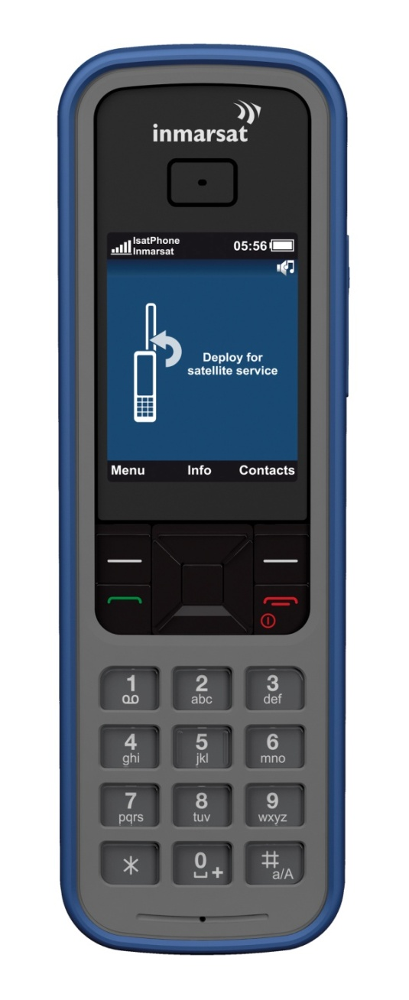 inmarsat
IsatPhone
Inmarsat
05:56
Deploy for
satellite service
Menu Info Contacts
1 2 3
abc def
4 5 6
ghi jkl mno
7 8 9
pqrs tuv wxyz
* 0 #
+ a/A